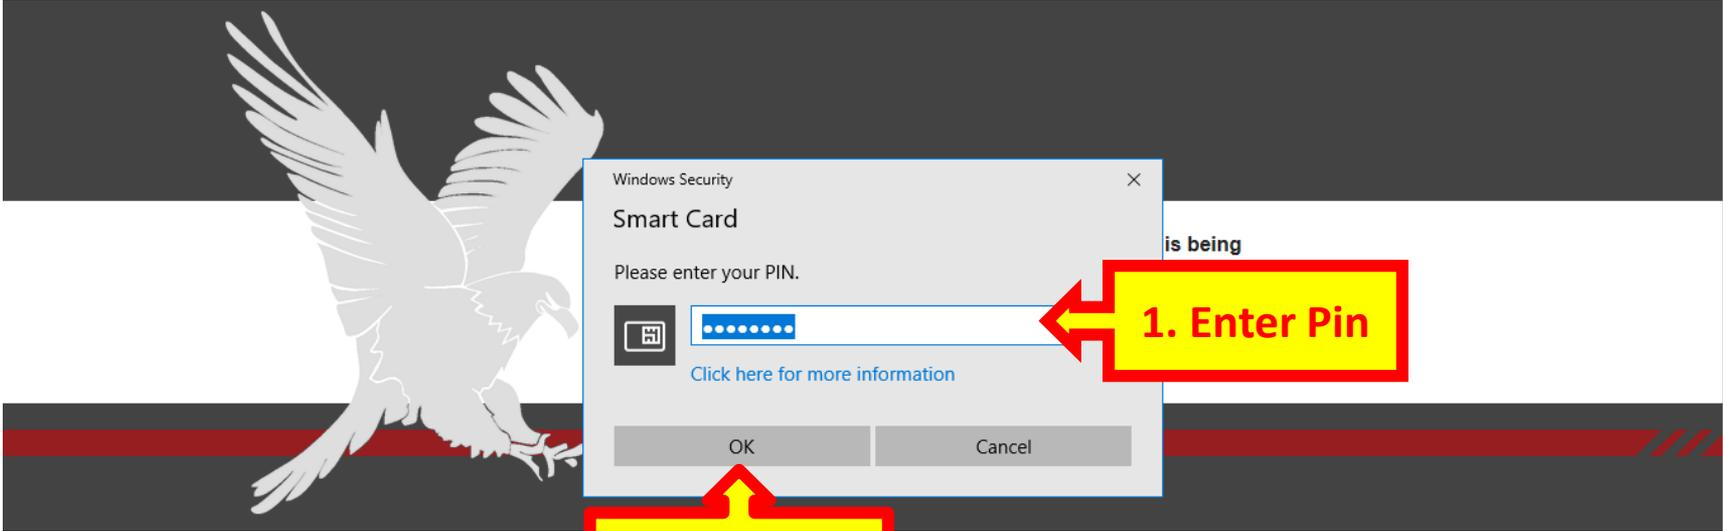 Windows Security
Smart Card
is being
Please enter your PIN.
1. Enter Pin
••••••••
Click here for more information
OK
Cancel